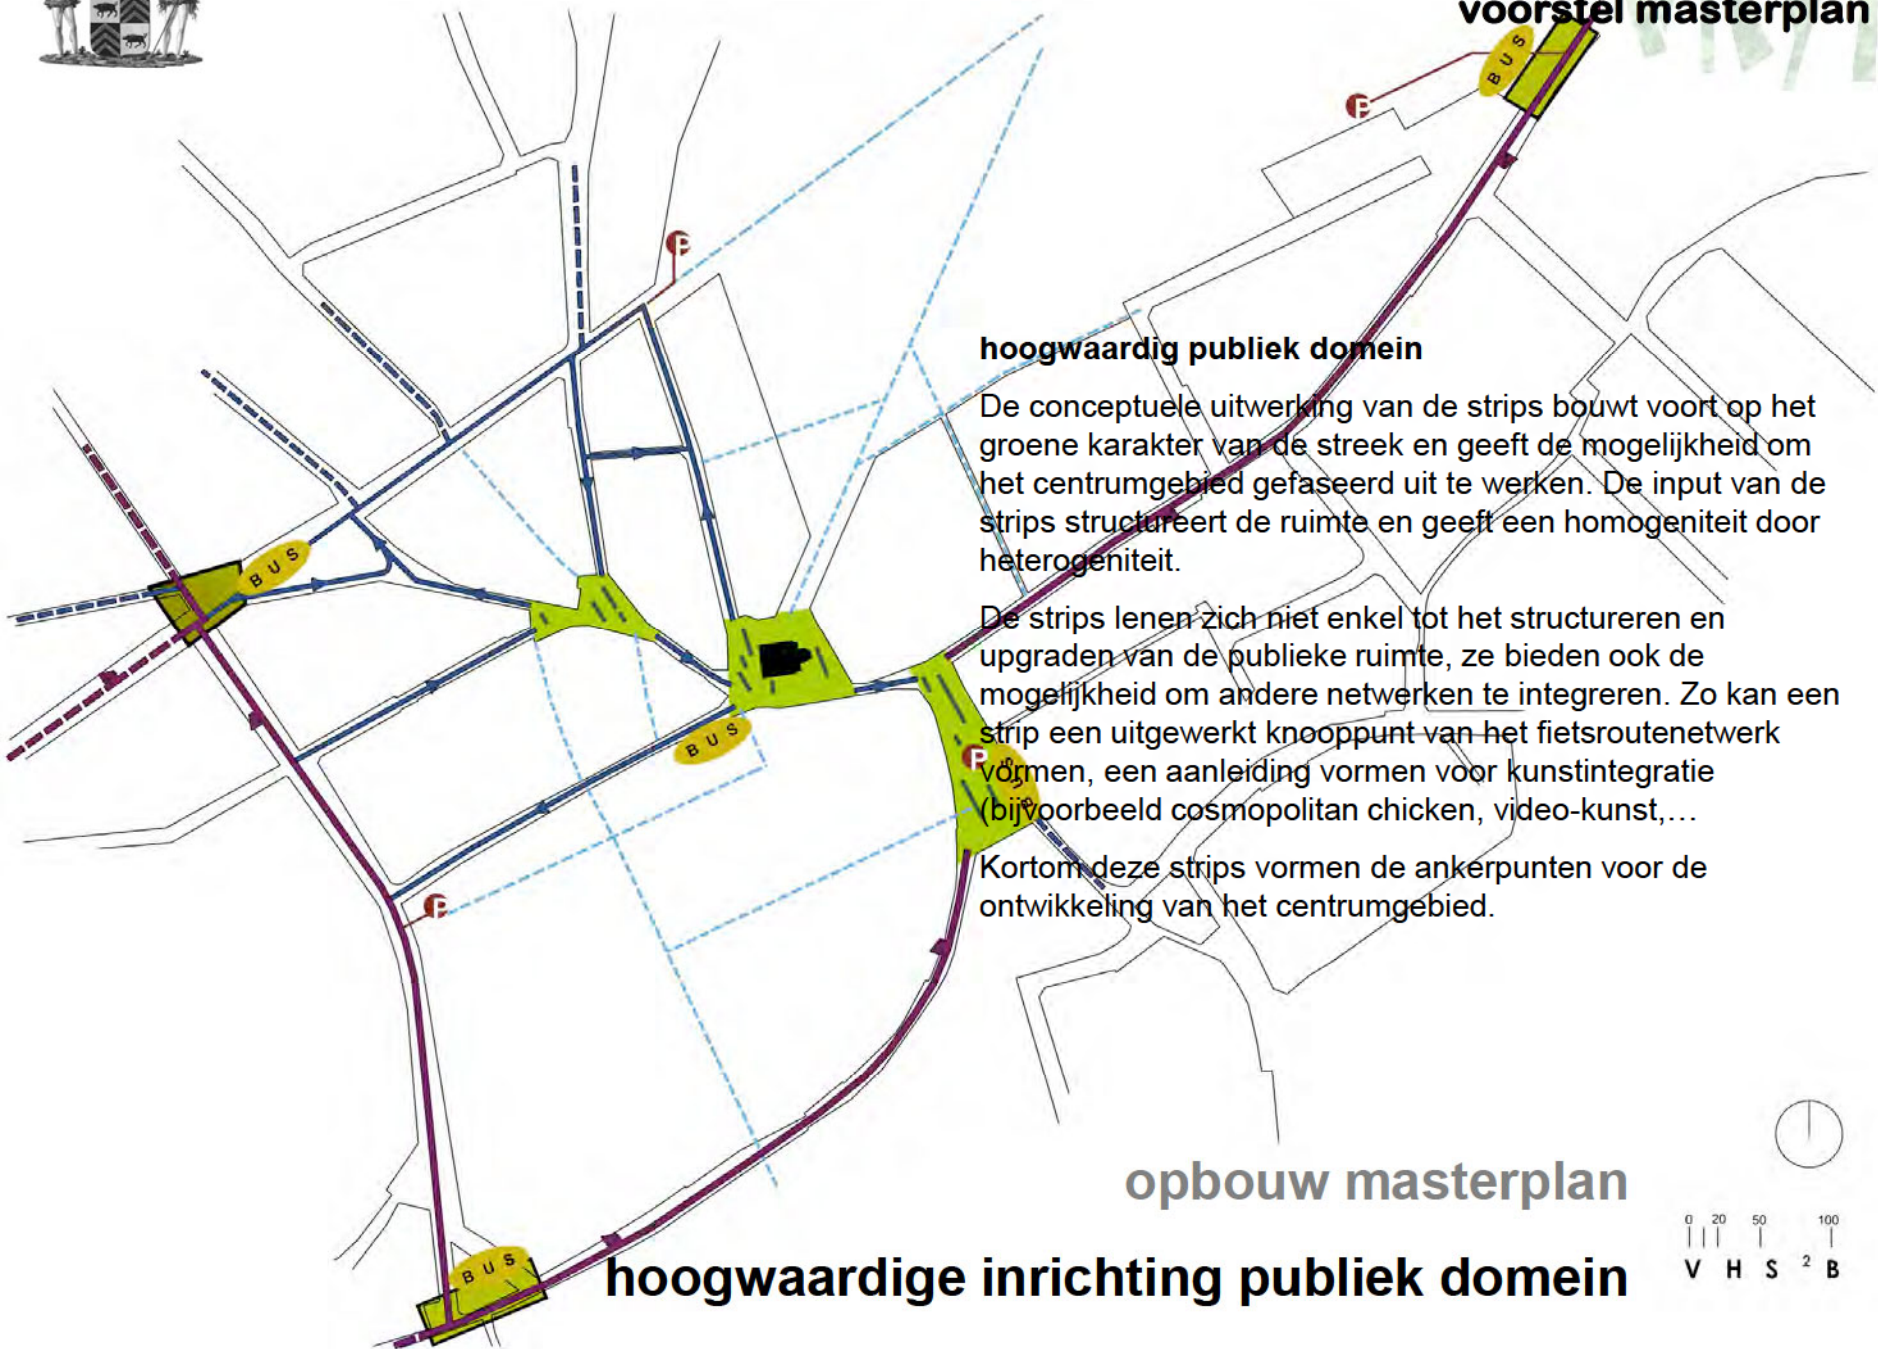 voorstel masterplan
BUS
P
P
hoogwaardig publiek domein
De conceptuele uitwerking van de strips bouwt voort op het
groene karakter van de streek en geeft de mogelijkheid om
het centrumgebied gefaseerd uit te werken. De input van de
strips structureert de ruimte en geeft een homogeniteit door
heterogeniteit.
BUS
De strips lenen zich niet enkel tot het structureren en
upgraden van de publieke ruimte, ze bieden ook de
mogelijkheid om andere netwerken te integreren. Zo kan een
strip een uitgewerkt knooppunt van het fietsroutenetwerk
vormen, een aanleiding vormen voor kunstintegratie
(bijvoorbeeld cosmopolitan chicken, video-kunst,…
BUS
P
BUS
Kortom deze strips vormen de ankerpunten voor de
ontwikkeling van het centrumgebied.
P
opbouw masterplan
BUS
hoogwaardige inrichting publiek domein
0 20 50 100
V H S 2 B